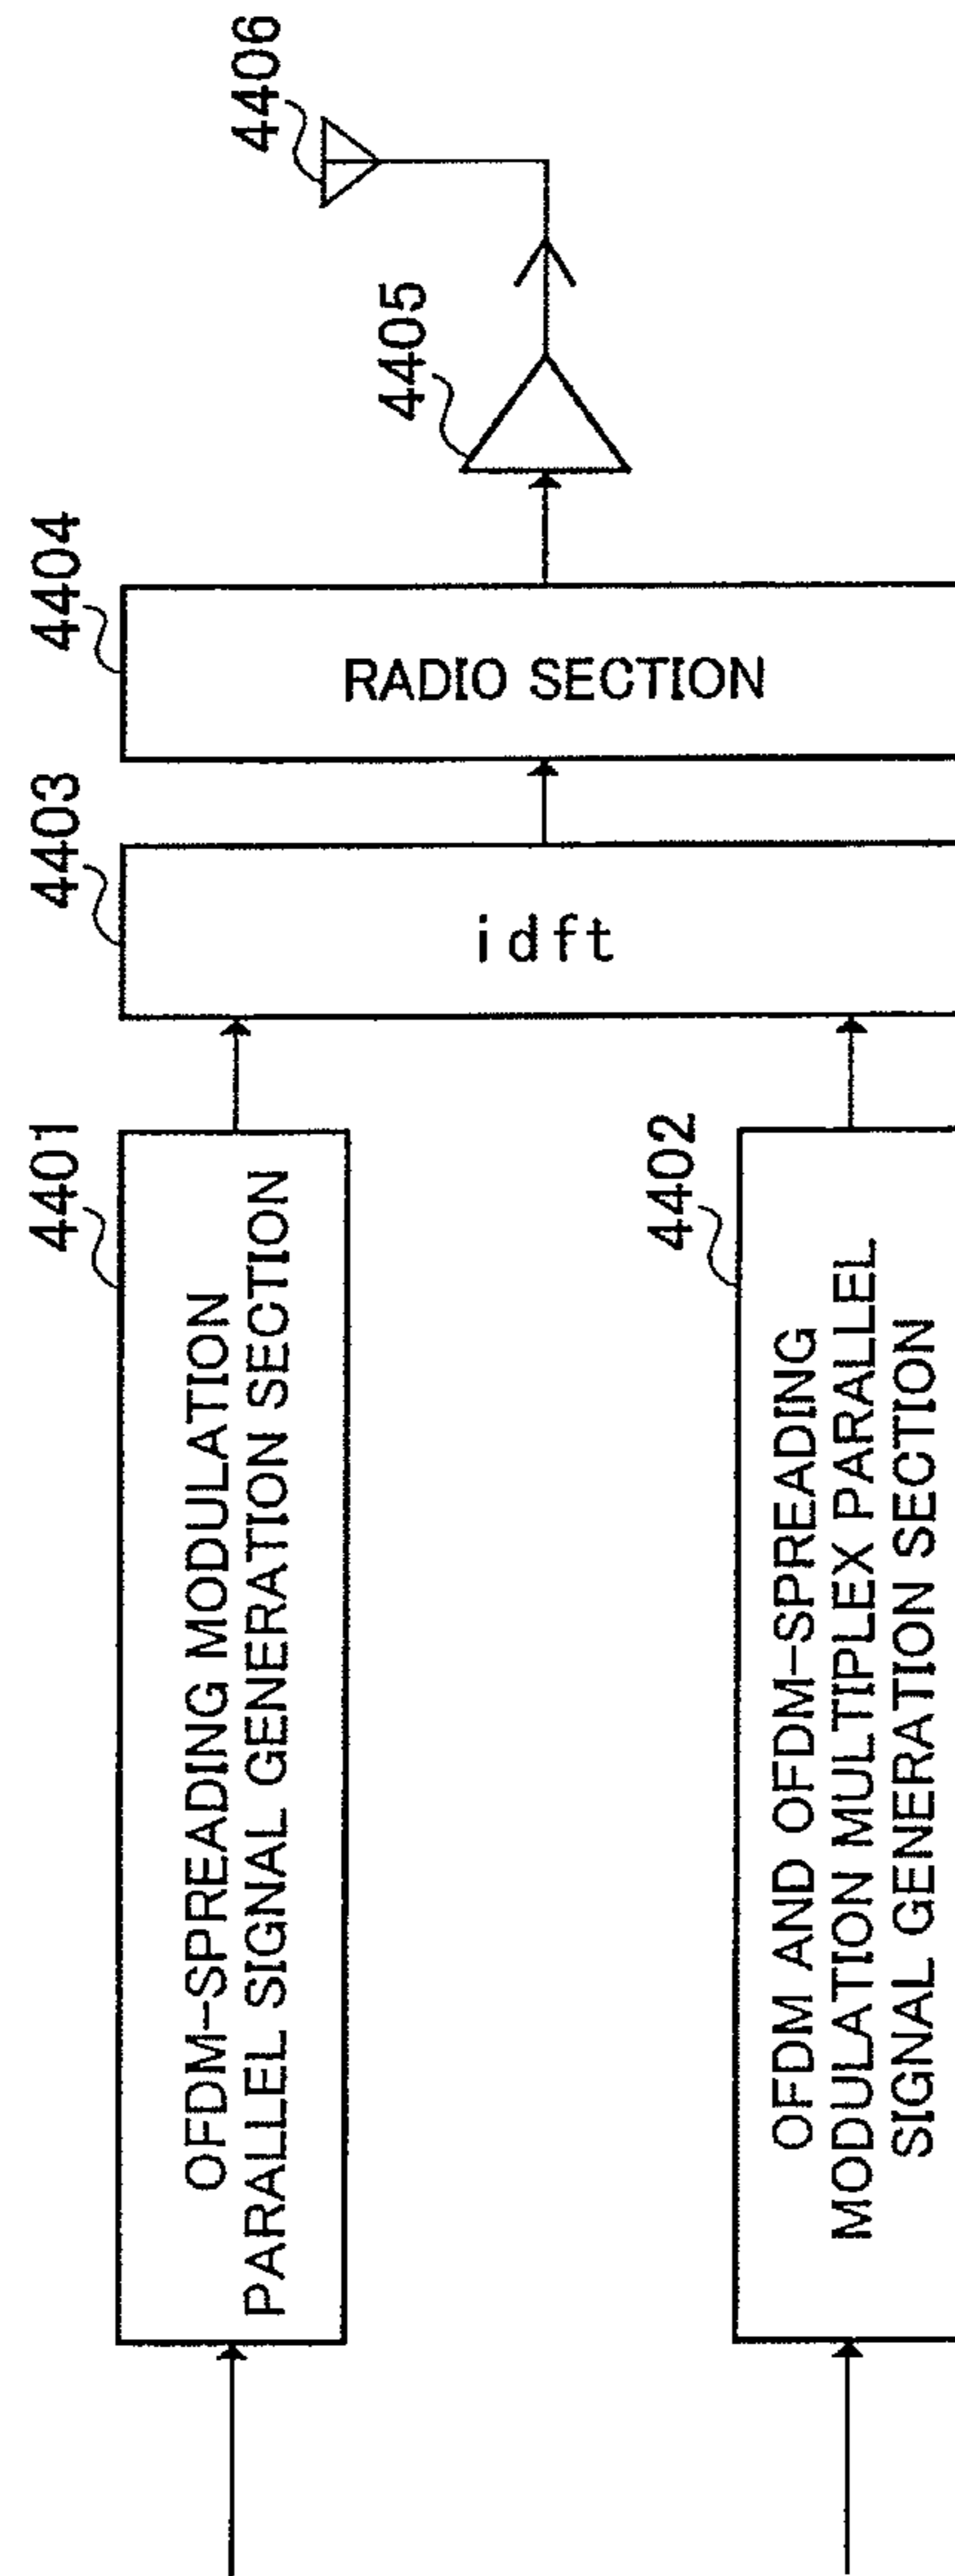 4401
OFDM-SPREADING MODULATION
PARALLEL SIGNAL GENERATION SECTION
4402
OFDM AND OFDM-SPREADING
MODULATION MULTIPLEX PARALLEL
SIGNAL GENERATION SECTION
4403
idft
4404
RADIO SECTION
4405
4406